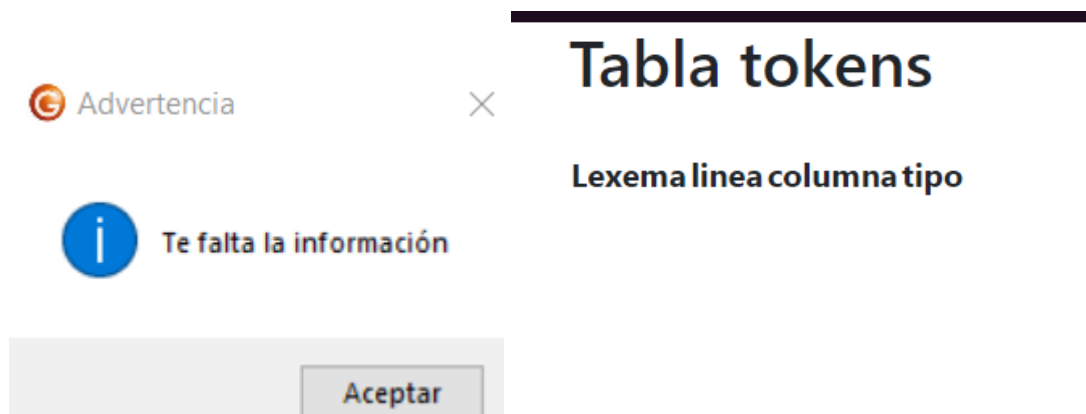 Advertencia
Te falta la información
Aceptar
Tabla tokens
Lexema linea columna tipo